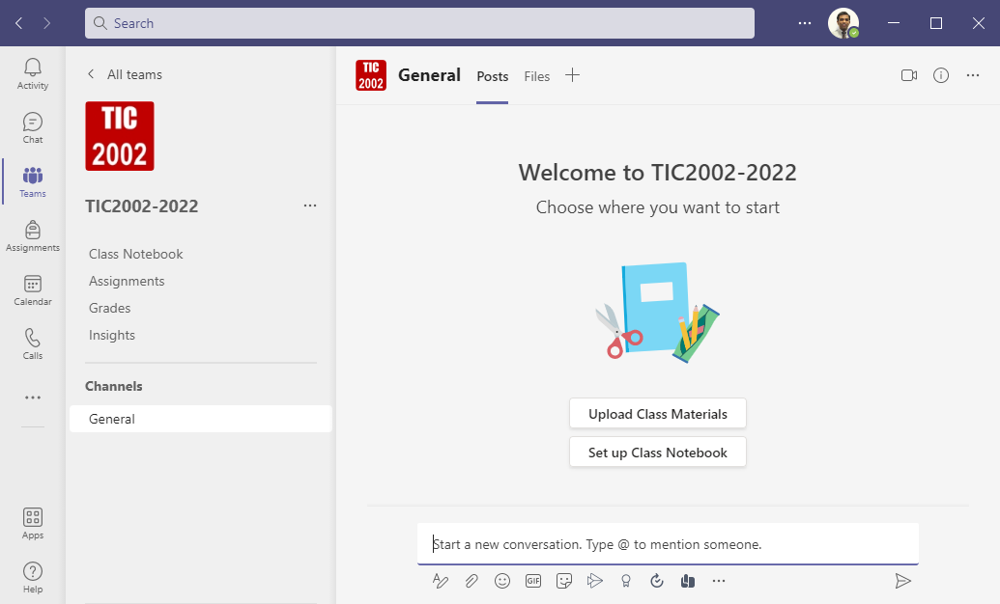 Search
Activity
Chat
Teams
Assignments
Calendar
Calls
Apps
Help
All teams
TIC
2002
TIC2002-2022
Class Notebook
Assignments
Grades
Insights
Channels
General
TIC
2002
General
Posts
Files
Welcome to TIC2002-2022
Choose where you want to start
Upload Class Materials
Set up Class Notebook
Start a new conversation. Type @ to mention someone.
GIF